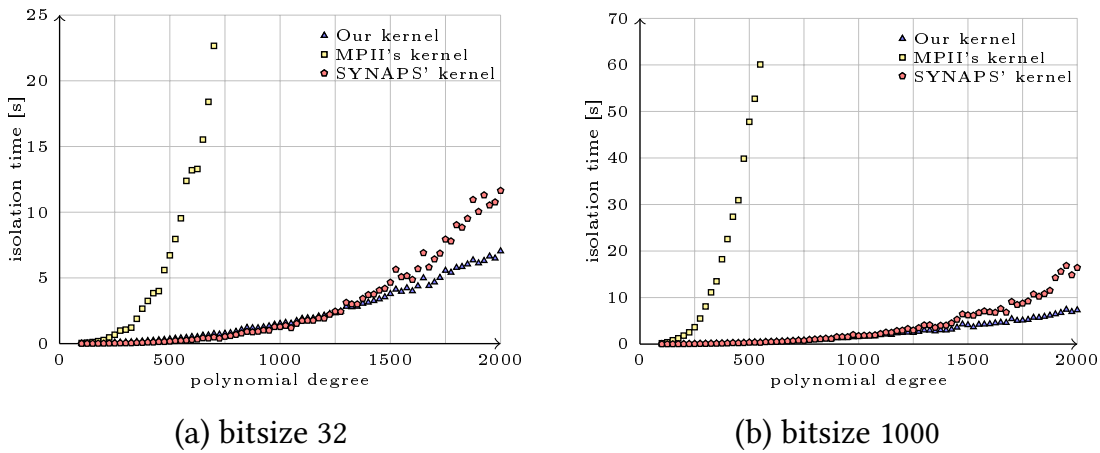 25
20
15
10
5
0
0
500
1000
1500
2000
isolation time [s]
polynomial degree
Our kernel
MPII's kernel
SYNAPS' kernel
(a) bitsize 32
70
60
50
40
30
20
10
0
0
500
1000
1500
2000
isolation time [s]
polynomial degree
Our kernel
MPII's kernel
SYNAPS' kernel
(b) bitsize 1000